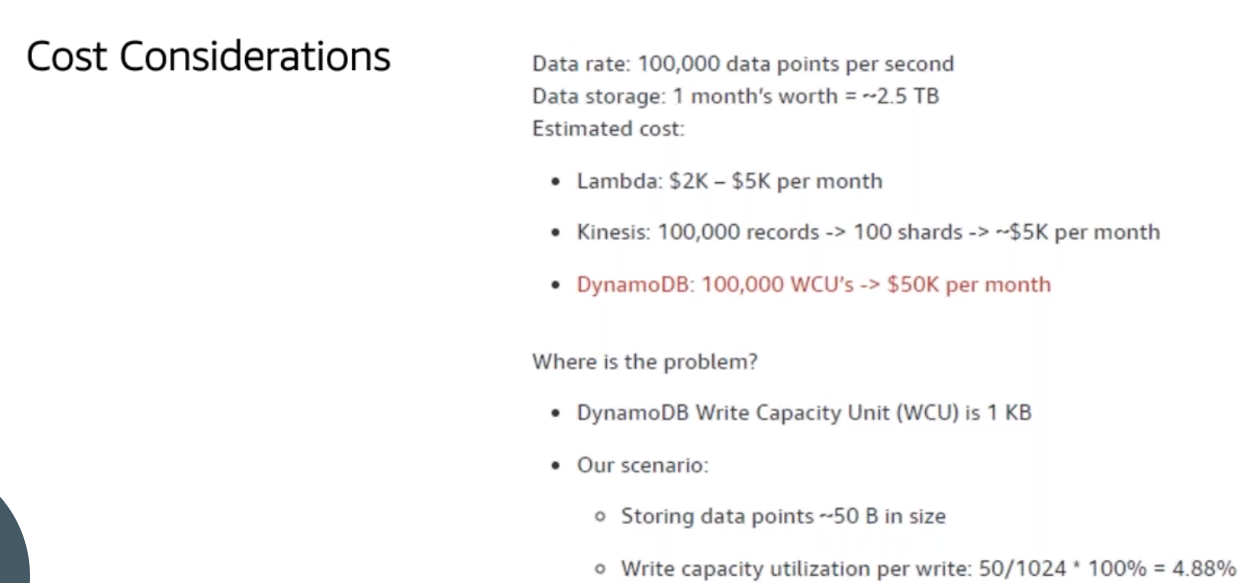 Cost Considerations
Data rate: 100,000 data points per second
Data storage: 1 month's worth = ~2.5 TB
Estimated cost:
• Lambda: $2K – $5K per month
• Kinesis: 100,000 records -> 100 shards -> ~$5K per month
• DynamoDB: 100,000 WCU's -> $50K per month
Where is the problem?
• DynamoDB Write Capacity Unit (WCU) is 1 KB
• Our scenario:
◦ Storing data points ~50 B in size
◦ Write capacity utilization per write: 50/1024 * 100% = 4.88%